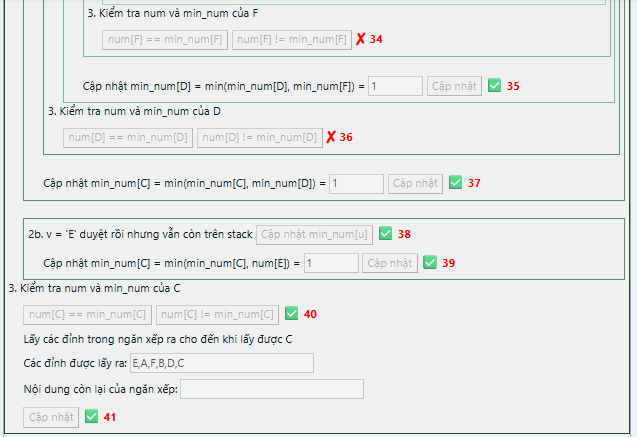 3. Kiểm tra num và min_num của F
num[F] == min_num[F] num[F] != min_num[F] ✗ 34
Cập nhật min_num[D] = min(min_num[D], min_num[F]) = 1 Cập nhật ✅ 35
3. Kiểm tra num và min_num của D
num[D] == min_num[D] num[D] != min_num[D] ✗ 36
Cập nhật min_num[C] = min(min_num[C], min_num[D]) = 1 Cập nhật ✅ 37
2b. v = 'E' duyệt rồi nhưng vẫn còn trên stack Cập nhật min_num[u] ✅ 38
Cập nhật min_num[C] = min(min_num[C], num[E]) = 1 Cập nhật ✅ 39
3. Kiểm tra num và min_num của C
num[C] == min_num[C] num[C] != min_num[C] ✅ 40
Lấy các đỉnh trong ngăn xếp ra cho đến khi lấy được C
Các đỉnh được lấy ra: E,A,F,B,D,C
Nội dung còn lại của ngăn xếp:
Cập nhật ✅ 41